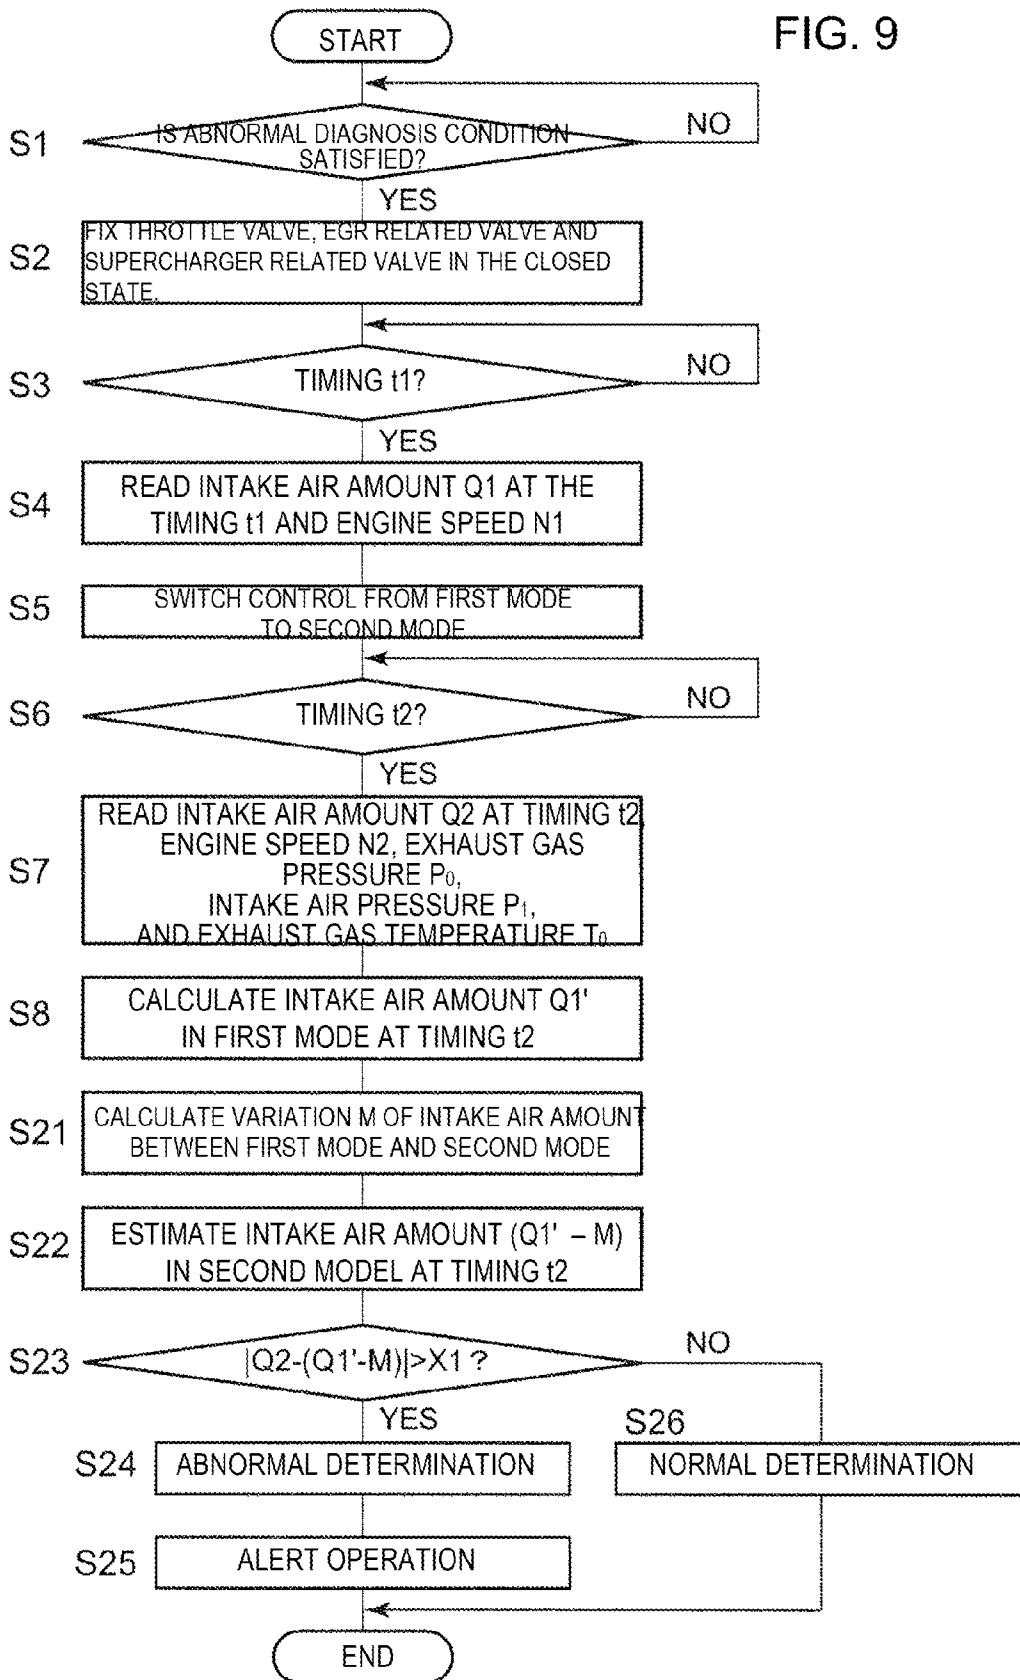 FIG. 9
START
S1
IS ABNORMAL DIAGNOSIS CONDITION
SATISFIED?
NO
YES
S2
FIX THROTTLE VALVE, EGR RELATED VALVE AND
SUPERCHARGER RELATED VALVE IN THE CLOSED
STATE.
S3
TIMING t1?
NO
YES
S4
READ INTAKE AIR AMOUNT Q1 AT THE
TIMING t1 AND ENGINE SPEED N1
S5
SWITCH CONTROL FROM FIRST MODE
TO SECOND MODE
S6
TIMING t2?
NO
YES
S7
READ INTAKE AIR AMOUNT Q2 AT TIMING t2,
ENGINE SPEED N2, EXHAUST GAS
PRESSURE P₀,
INTAKE AIR PRESSURE P₁,
AND EXHAUST GAS TEMPERATURE T₀
S8
CALCULATE INTAKE AIR AMOUNT Q1'
IN FIRST MODE AT TIMING t2
S21
CALCULATE VARIATION M OF INTAKE AIR AMOUNT
BETWEEN FIRST MODE AND SECOND MODE
S22
ESTIMATE INTAKE AIR AMOUNT (Q1' – M)
IN SECOND MODEL AT TIMING t2
S23
|Q2-(Q1'-M)|>X1 ?
NO
YES
S24
ABNORMAL DETERMINATION
S26
NORMAL DETERMINATION
S25
ALERT OPERATION
END